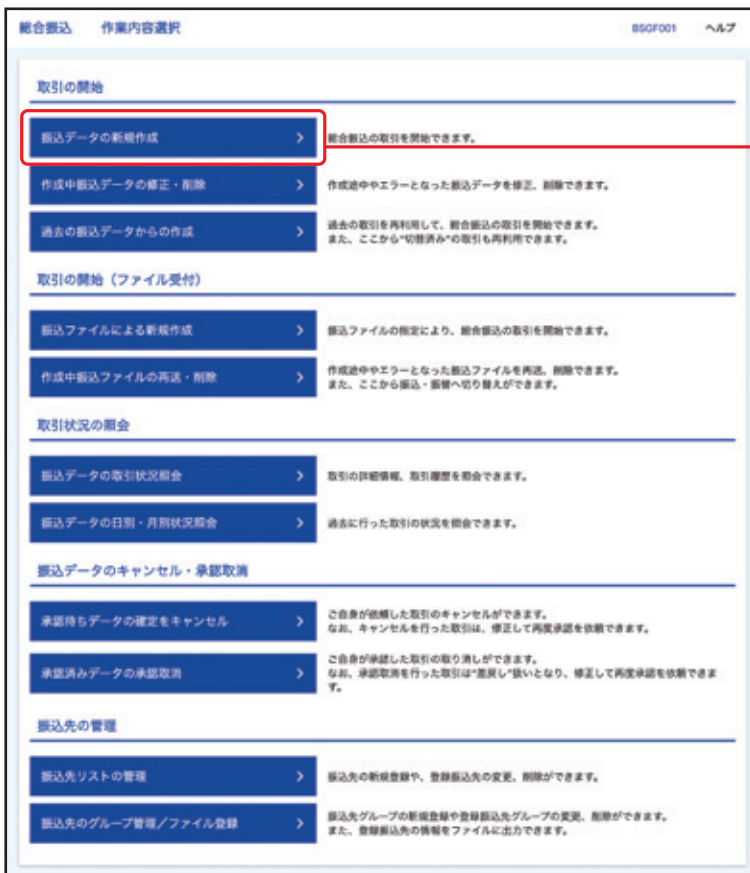 総合振込 作業内容選択 BSGF001 ヘルプ
取引の開始
振込データの新規作成 総合振込の取引を開始できます。
作成中振込データの修正・削除 作成途中やエラーとなった振込データを修正、削除できます。
過去の振込データからの作成 過去の取引を再利用して、総合振込の取引を開始できます。
また、ここから“切替済み”の取引も再利用できます。
取引の開始(ファイル受付)
振込ファイルによる新規作成 振込ファイルの指定により、総合振込の取引を開始できます。
作成中振込ファイルの再送・削除 作成途中やエラーとなった振込ファイルを再送、削除できます。
また、ここから振込・振替へ切り替えができます。
取引状況の照会
振込データの取引状況照会 取引の詳細情報、取引履歴を照会できます。
振込データの日別・月別状況照会 過去に行った取引の状況を照会できます。
振込データのキャンセル・承認取消
承認待ちデータの確定をキャンセル ご自身が依頼した取引のキャンセルができます。
なお、キャンセルを行った取引は、修正して再度承認を依頼できます。
承認済みデータの承認取消 ご自身が承認した取引の取り消しができます。
なお、承認取消を行った取引は“差戻し”扱いとなり、修正して再度承認を依頼できま
す。
振込先の管理
振込先リストの管理 振込先の新規登録や、登録振込先の変更、削除ができます。
振込先のグループ管理/ファイル登録 振込先グループの新規登録や登録振込先グループの変更、削除ができます。
また、登録振込先の情報をファイルに出力できます。